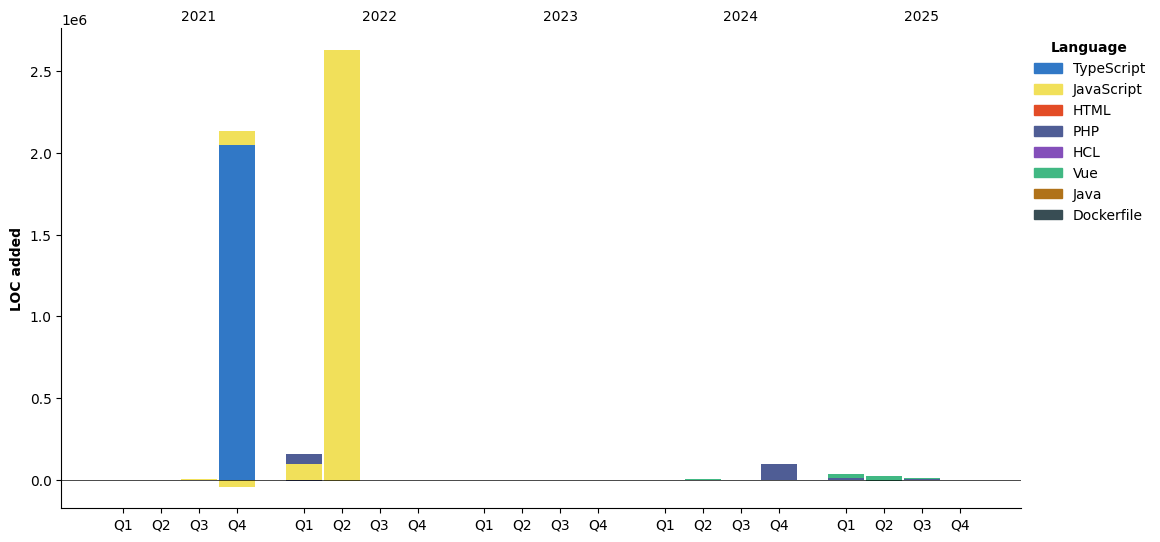 1e6
2021 2022 2023 2024 2025
Language
TypeScript
JavaScript
HTML
PHP
HCL
Vue
Java
Dockerfile
LOC added
2.5
2.0
1.5
1.0
0.5
0.0
Q1 Q2 Q3 Q4 Q1 Q2 Q3 Q4 Q1 Q2 Q3 Q4 Q1 Q2 Q3 Q4 Q1 Q2 Q3 Q4